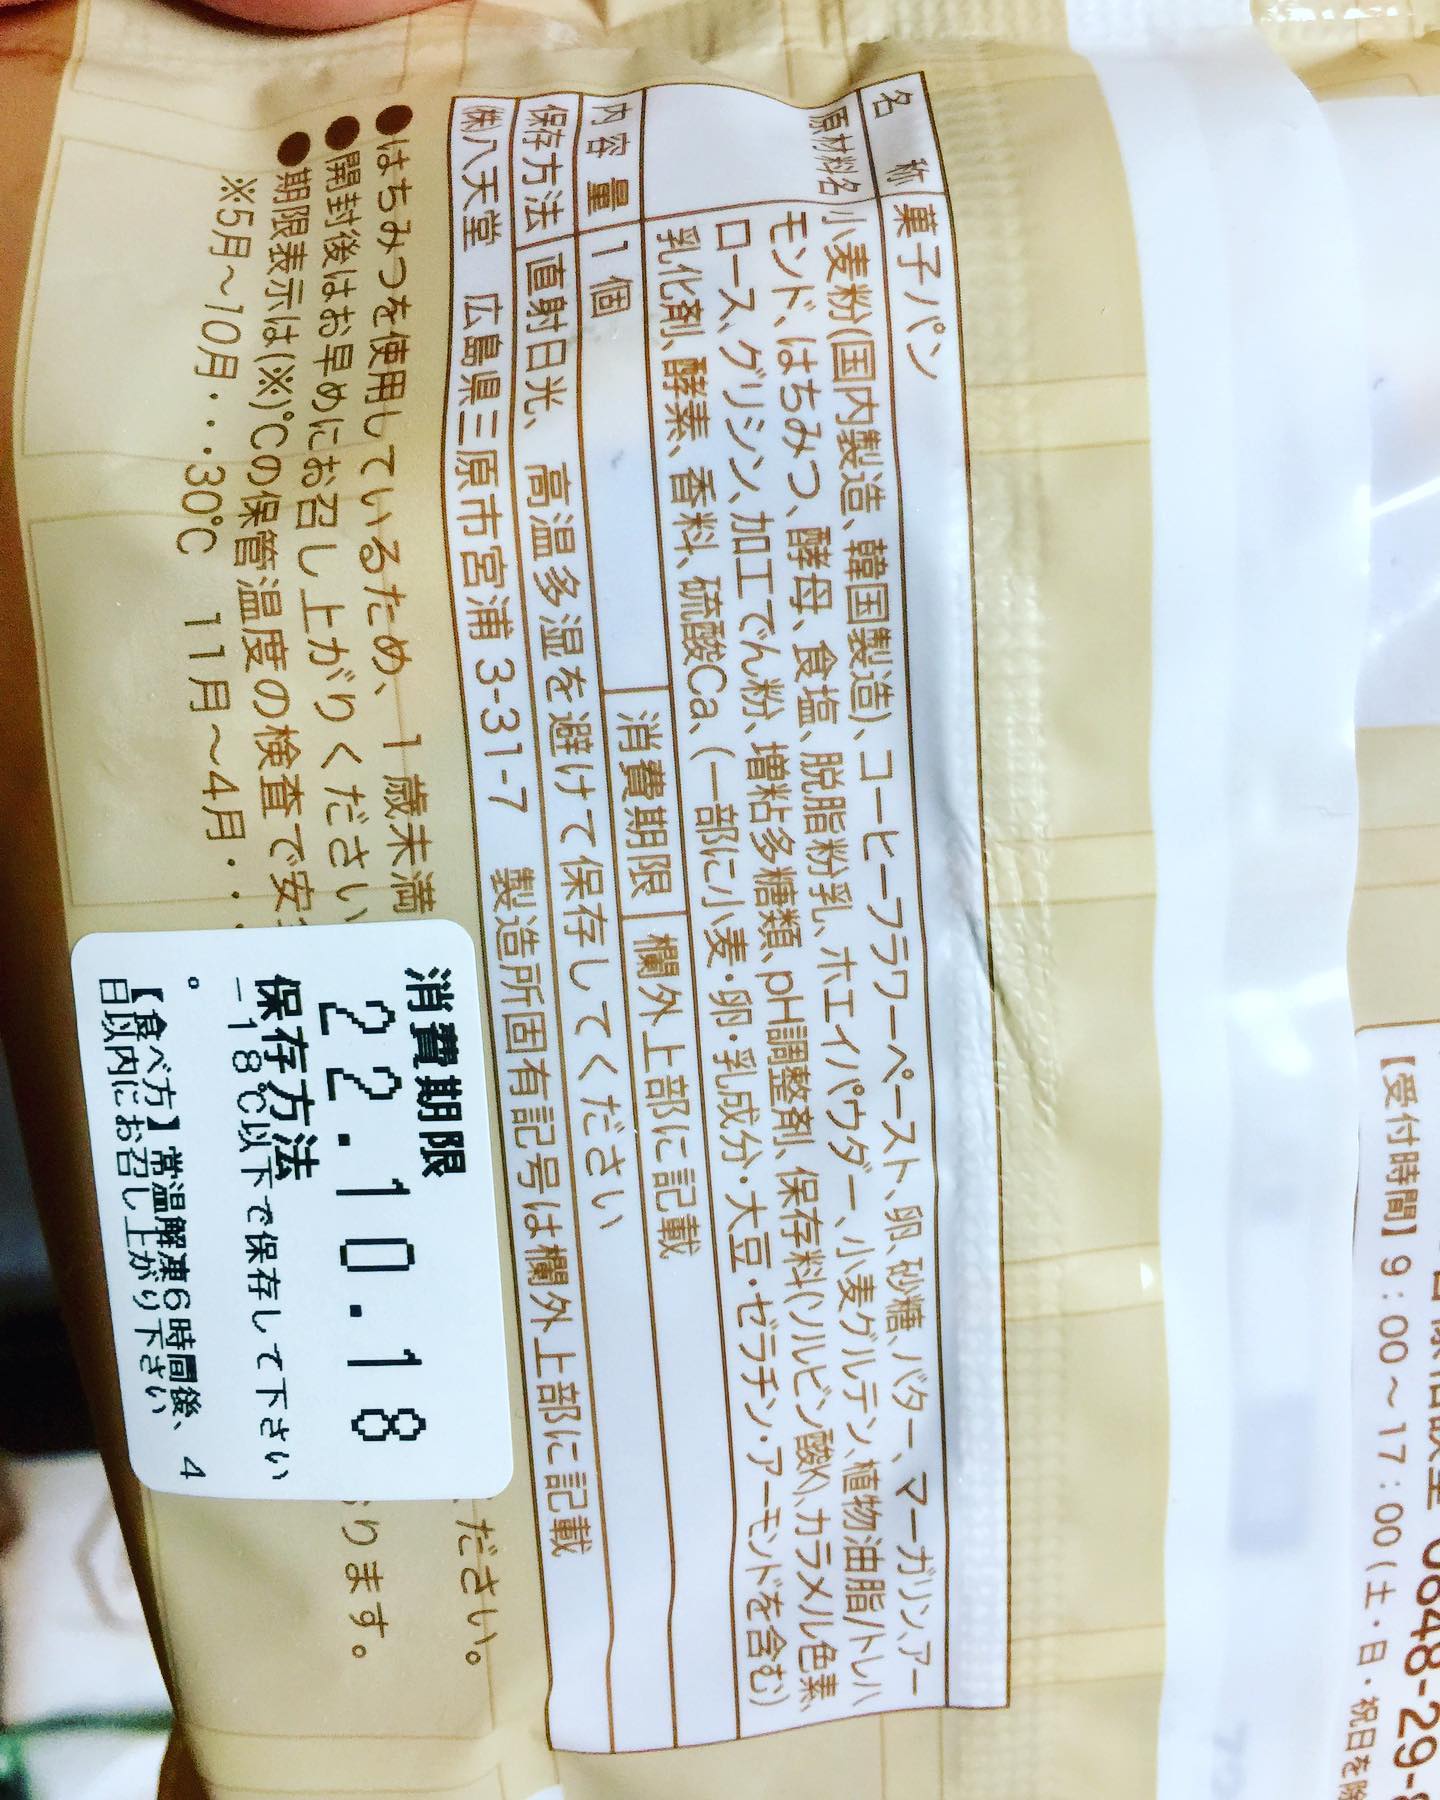 名 称 菓子パン
原材料名 小麦粉(国内製造、韓国製造)、コーヒーフラワーペースト、卵、砂糖、バター、マーガリン、アー
モンド、はちみつ、酵母、食塩、脱脂粉乳、ホエイパウダー、小麦グルテン、植物油脂/トレハ
ロース、グリシン、加工でん粉、増粘多糖類、pH調整剤、保存料(ソルビン酸K)、カラメル色素、
乳化剤、酵素、香料、硫酸Ca、(一部に小麦・卵・乳成分・大豆・ゼラチン・アーモンドを含む)
内 容 量 1 個 消費期限 欄外上部に記載
保存方法 直射日光、高温多湿を避けて保存してください
㈱八天堂 広島県三原市宮浦 3-31-7 製造所固有記号は欄外上部に記載
●はちみつを使用しているため、1 歳未満 ださい。
●開封後はお早めにお召し上がりください
●期限表示は(※)℃の保管温度の検査で安 ります。
※5月〜10月・・・30℃ 11月〜4月・・
消費期限
22.10.18
保存方法
-18℃以下で保存して下さい
。
【食べ方】常温解凍6時間後、4
日以内にお召し上がり下さい
0648-29-
【受付時間】9:00〜17:00(土・日・祝日を除